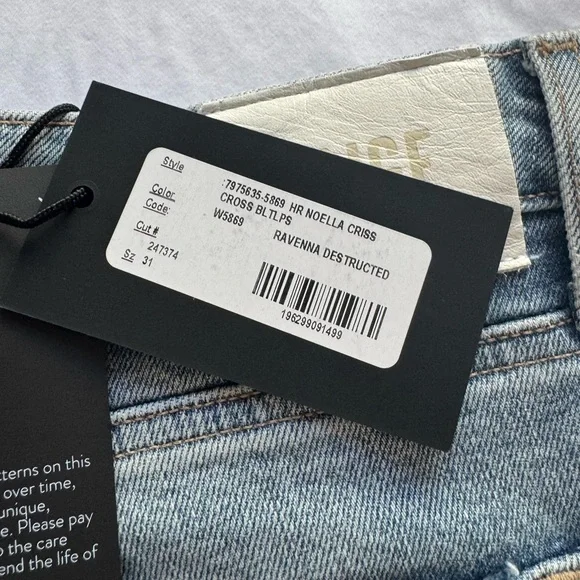 Style :7975635-5869 HR NOELLA CRISS
CROSS BLTLPS
Color
Code: W5869 RAVENNA DESTRUCTED
Cut # 247374
Sz 31
196299091499
tterns on this
over time,
unique,
e. Please pay
o the care
end the life of